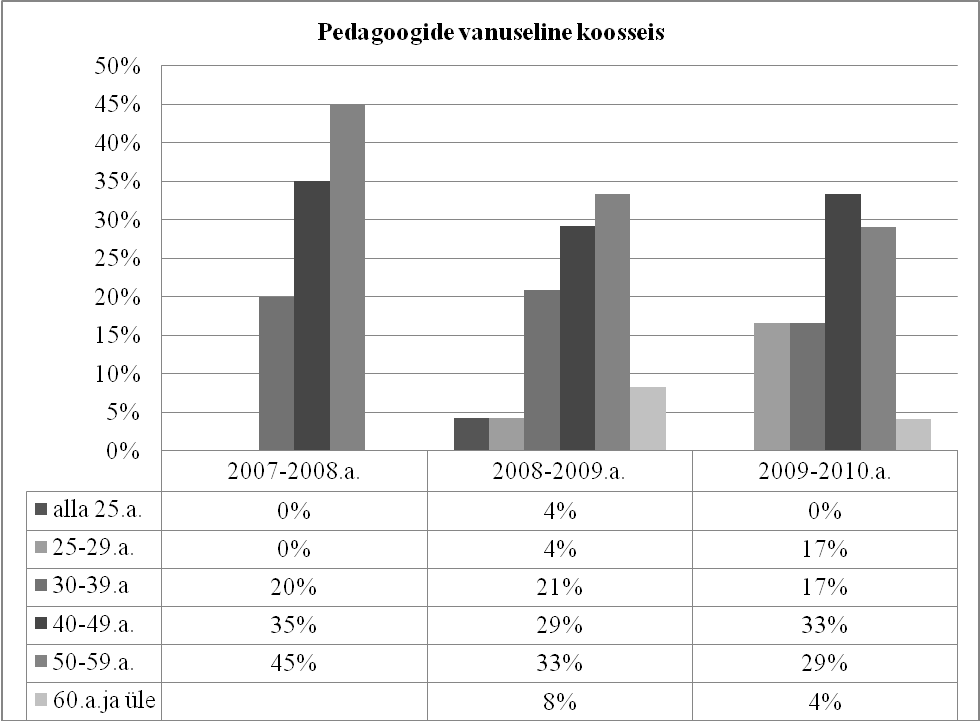 Pedagoogide vanuseline koosseis
50%
45%
40%
35%
30%
25%
20%
15%
10%
5%
0%
2007-2008.a. 2008-2009.a. 2009-2010.a.
alla 25.a. 0% 4% 0%
25-29.a. 0% 4% 17%
30-39.a 20% 21% 17%
40-49.a. 35% 29% 33%
50-59.a. 45% 33% 29%
60.a.ja üle 8% 4%